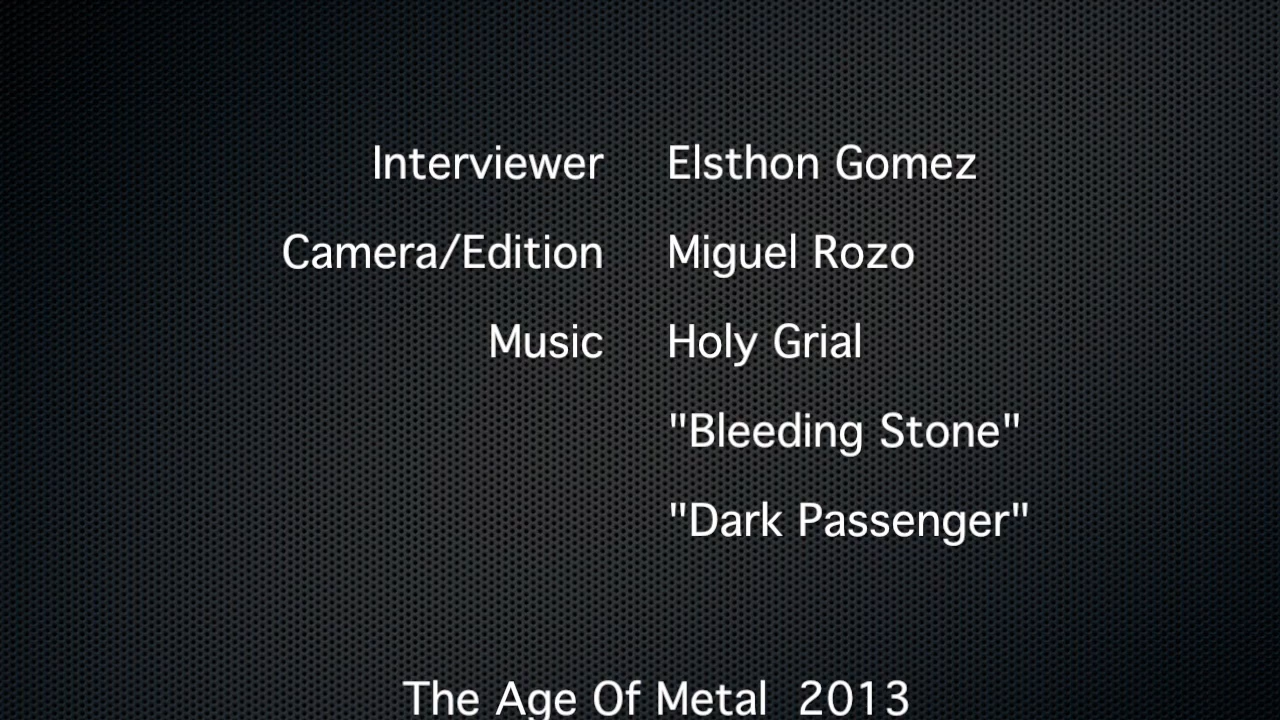 Interviewer Elsthon Gomez
Camera/Edition Miguel Rozo
Music Holy Grial
"Bleeding Stone"
"Dark Passenger"
The Age Of Metal 2013